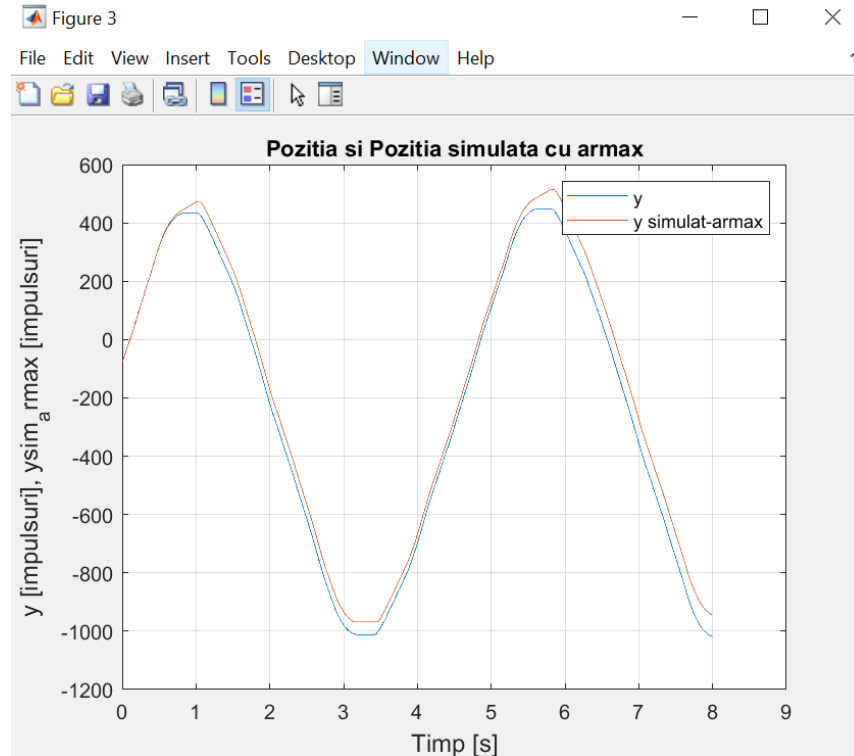 Figure 3
File Edit View Insert Tools Desktop Window Help
Pozitia si Pozitia simulata cu armax
y [impulsuri], ysim_armax [impulsuri]
600
400
200
0
-200
-400
-600
-800
-1000
-1200
y
y simulat-armax
0 1 2 3 4 5 6 7 8 9
Timp [s]